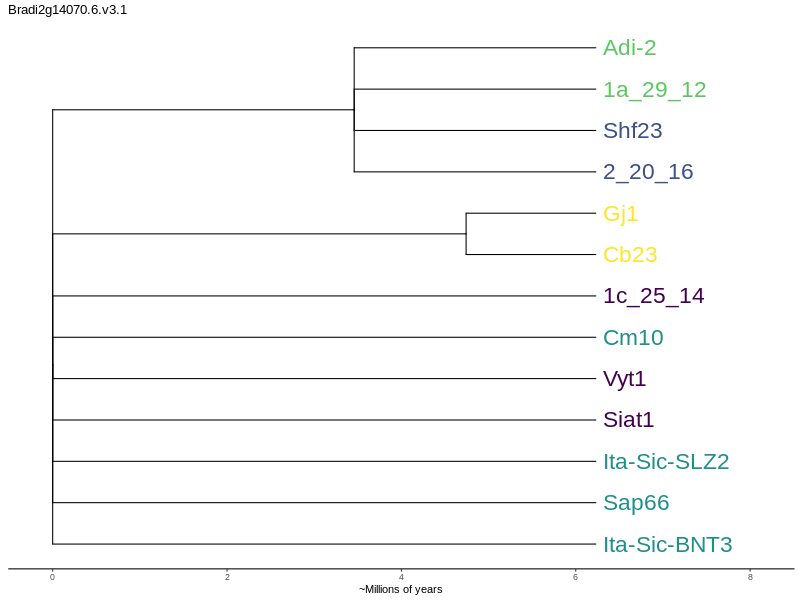 Bradi2g14070.6.v3.1
Adi-2
1a_29_12
Shf23
2_20_16
Gj1
Cb23
1c_25_14
Cm10
Vyt1
Siat1
Ita-Sic-SLZ2
Sap66
Ita-Sic-BNT3
0 2 4 6 8
~Millions of years